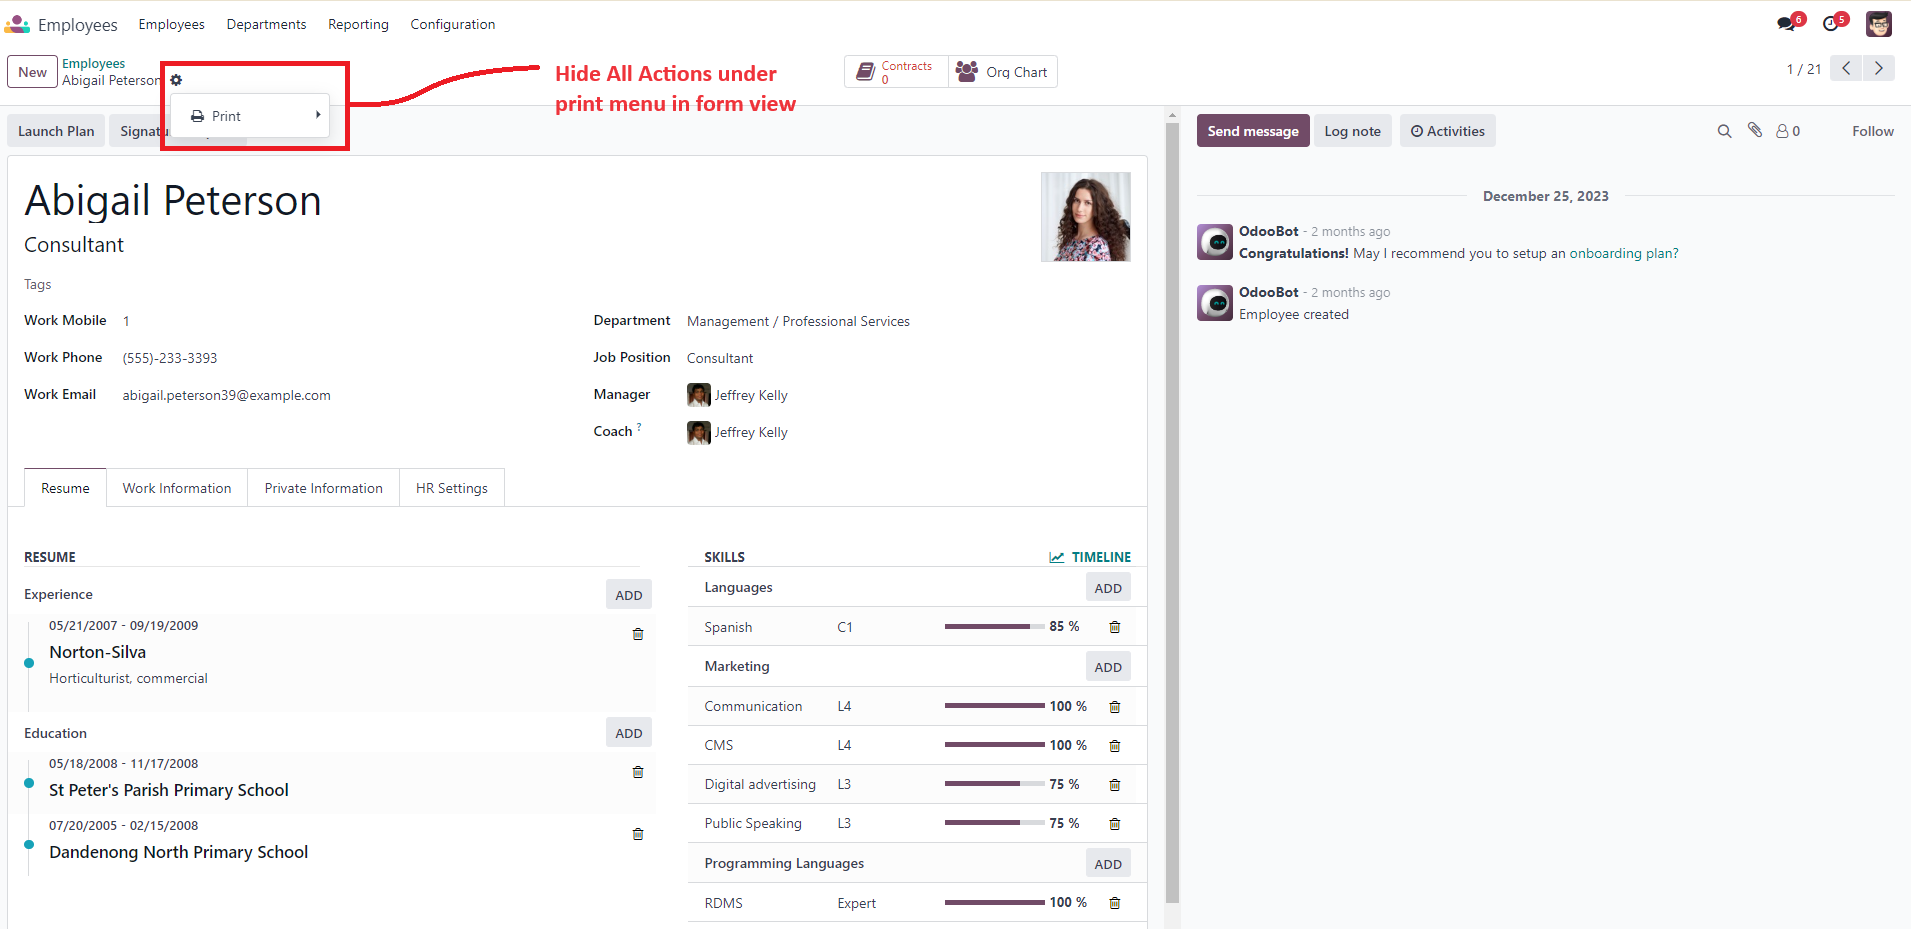 Employees Employees Departments Reporting Configuration 6 5
New Employees
Abigail Peterson
Contracts
0
Org Chart
1 / 21
Print
Hide All Actions under
print menu in form view
Launch Plan
Send message Log note Activities 0 Follow
Abigail Peterson
Consultant
Tags
Work Mobile 1
Work Phone (555)-233-3393
Work Email abigail.peterson39@example.com
Department Management / Professional Services
Job Position Consultant
Manager Jeffrey Kelly
Coach ? Jeffrey Kelly
Resume Work Information Private Information HR Settings
RESUME
Experience ADD
05/21/2007 - 09/19/2009
Norton-Silva
Horticulturist, commercial
Education ADD
05/18/2008 - 11/17/2008
St Peter's Parish Primary School
07/20/2005 - 02/15/2008
Dandenong North Primary School
SKILLS TIMELINE
Languages ADD
Spanish C1 85 %
Marketing ADD
Communication L4 100 %
CMS L4 100 %
Digital advertising L3 75 %
Public Speaking L3 75 %
Programming Languages ADD
RDMS Expert 100 %
December 25, 2023
OdooBot - 2 months ago
Congratulations! May I recommend you to setup an onboarding plan?
OdooBot - 2 months ago
Employee created